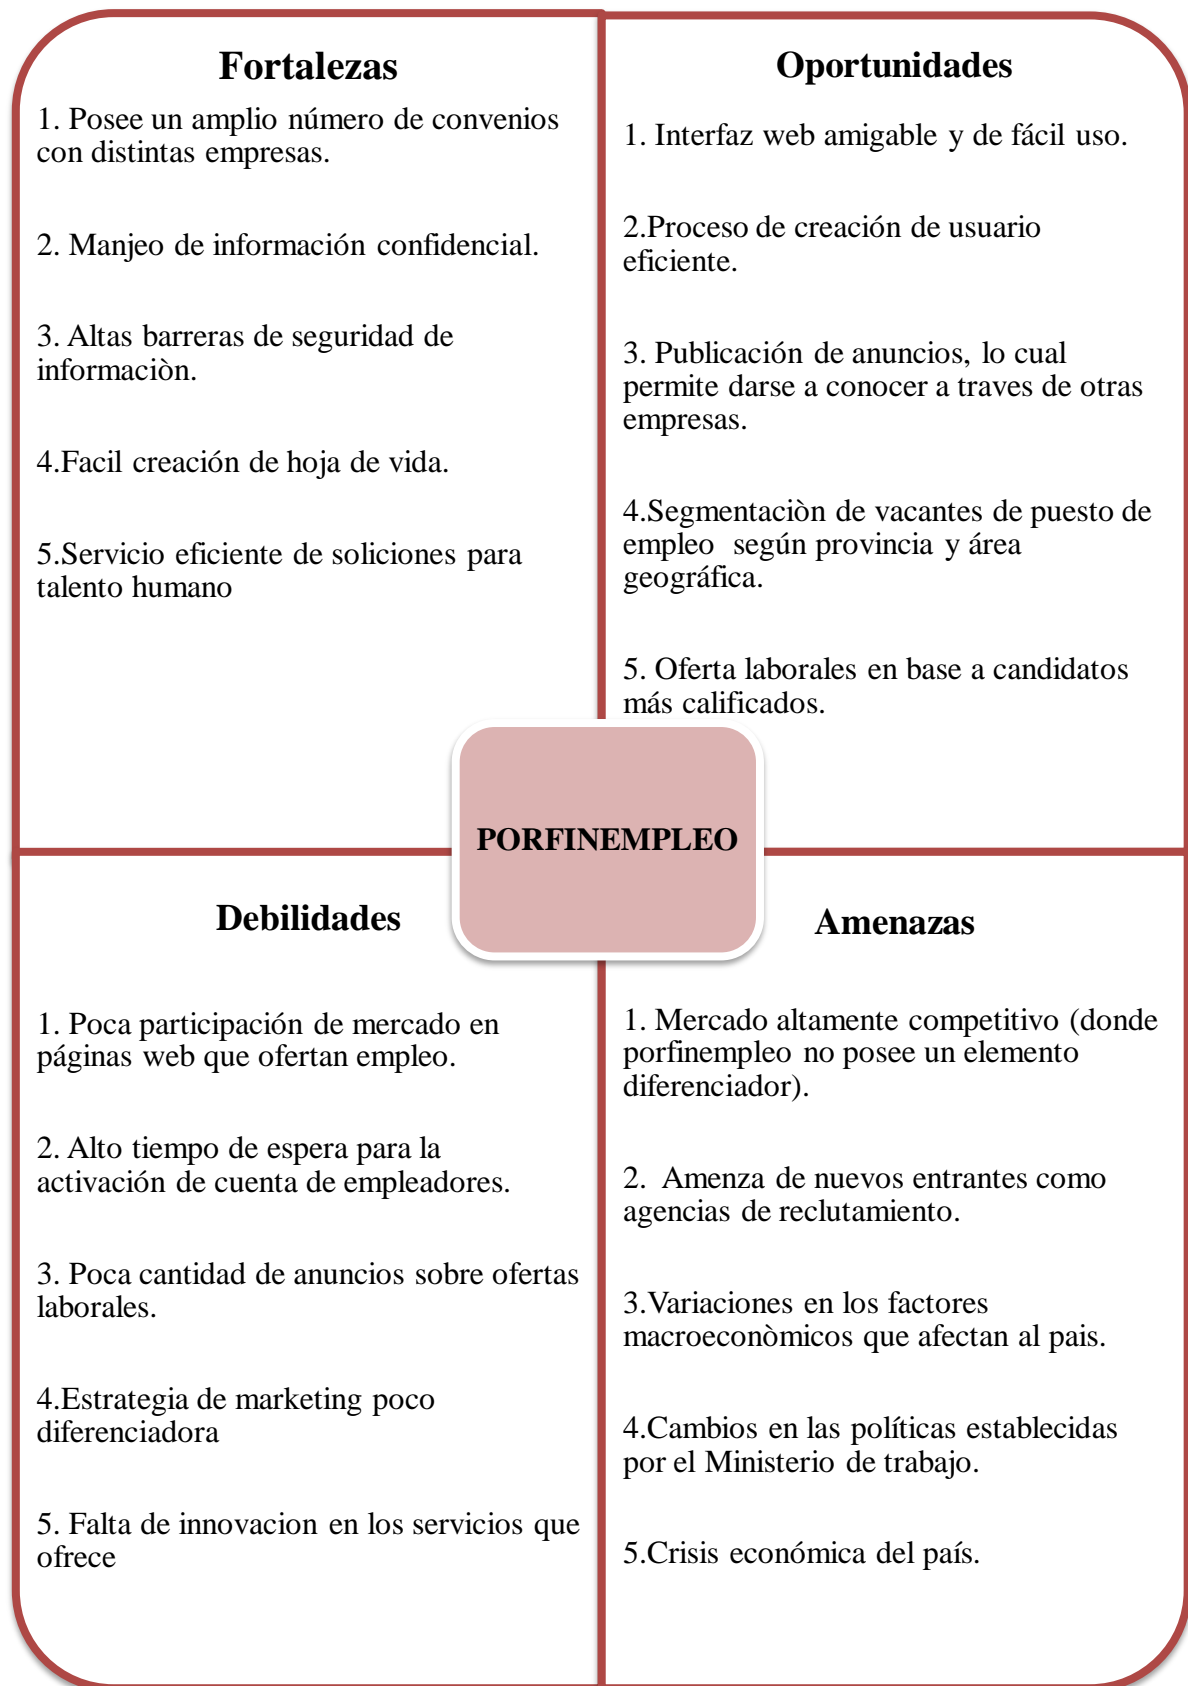 Fortalezas
1. Posee un amplio número de convenios
con distintas empresas.
2. Manjeo de información confidencial.
3. Altas barreras de seguridad de
informaciòn.
4.Facil creación de hoja de vida.
5.Servicio eficiente de soliciones para
talento humano
Oportunidades
1. Interfaz web amigable y de fácil uso.
2.Proceso de creación de usuario
eficiente.
3. Publicación de anuncios, lo cual
permite darse a conocer a traves de otras
empresas.
4.Segmentaciòn de vacantes de puesto de
empleo según provincia y área
geográfica.
5. Oferta laborales en base a candidatos
más calificados.
PORFINEMPLEO
Debilidades
1. Poca participación de mercado en
páginas web que ofertan empleo.
2. Alto tiempo de espera para la
activación de cuenta de empleadores.
3. Poca cantidad de anuncios sobre ofertas
laborales.
4.Estrategia de marketing poco
diferenciadora
5. Falta de innovacion en los servicios que
ofrece
Amenazas
1. Mercado altamente competitivo (donde
porfinempleo no posee un elemento
diferenciador).
2. Amenza de nuevos entrantes como
agencias de reclutamiento.
3.Variaciones en los factores
macroeconòmicos que afectan al pais.
4.Cambios en las políticas establecidas
por el Ministerio de trabajo.
5.Crisis económica del país.